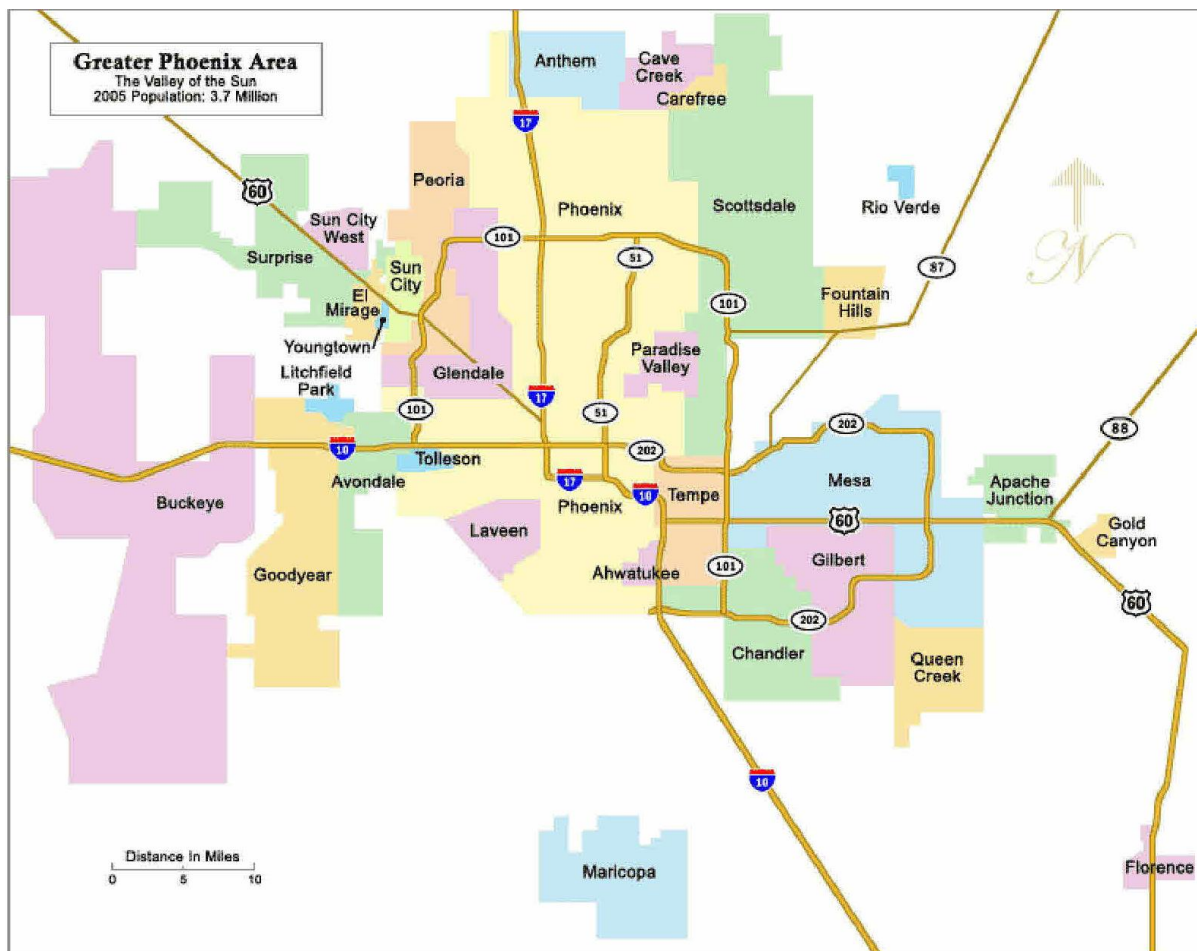 Greater Phoenix Area
The Valley of the Sun
2005 Population: 3.7 Million
Anthem
Cave
Creek
Carefree
17
60
Peoria
Phoenix
Scottsdale
Rio Verde
Sun City
West
101
51
87
N
Surprise
Sun
City
El
Mirage
101
Fountain
Hills
Youngtown
Paradise
Valley
Litchfield
Park
Glendale
17
101
51
202
88
10
202
Tolleson
Avondale
Buckeye
17
10
Tempe
Mesa
Apache
Junction
Phoenix
60
Gold
Canyon
Laveen
Goodyear
Ahwatukee
101
Gilbert
60
202
Chandler
Queen
Creek
10
Distance In Miles
0 5 10
Maricopa
Florence